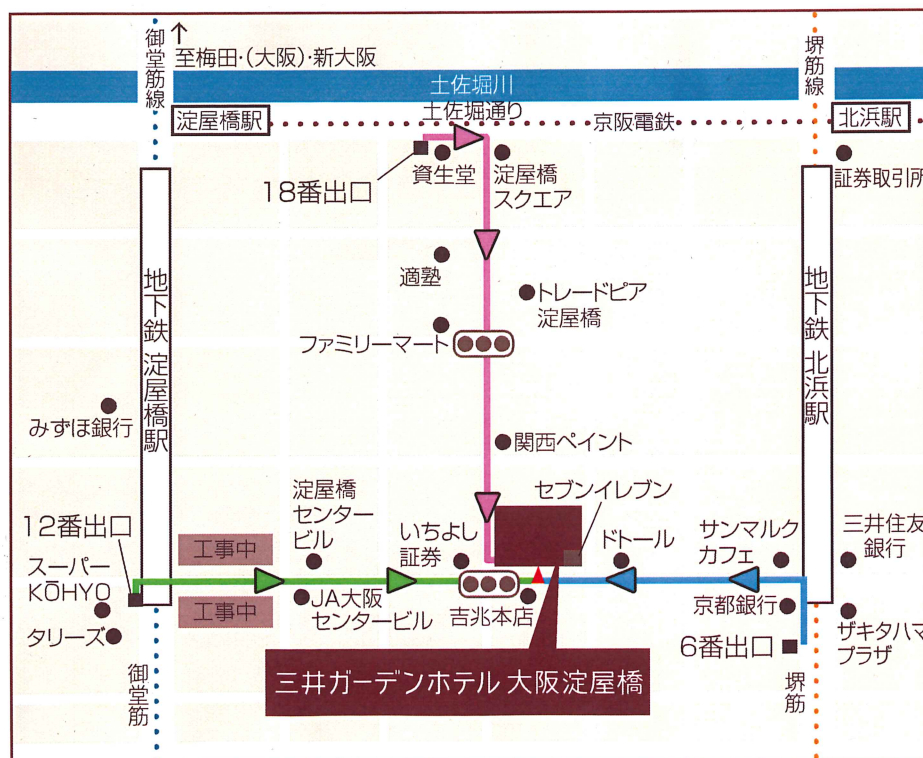 御堂筋線
↑
至梅田・(大阪)・新大阪
堺筋線
土佐堀川
土佐堀通り
淀屋橋駅
京阪電鉄
北浜駅
18番出口
資生堂
淀屋橋
スクエア
証券取引所
地下鉄 淀屋橋駅
適塾
トレードピア
淀屋橋
地下鉄 北浜駅
ファミリーマート
みずほ銀行
関西ペイント
12番出口
スーパー
KŌHYO
タリーズ
工事中
工事中
淀屋橋
センター
ビル
JA大阪
センタービル
いちよし
証券
吉兆本店
セブンイレブン
ドトール
サンマルク
カフェ
京都銀行
6番出口
三井住友
銀行
ザキタハマ
プラザ
三井ガーデンホテル 大阪淀屋橋
御堂筋
堺筋